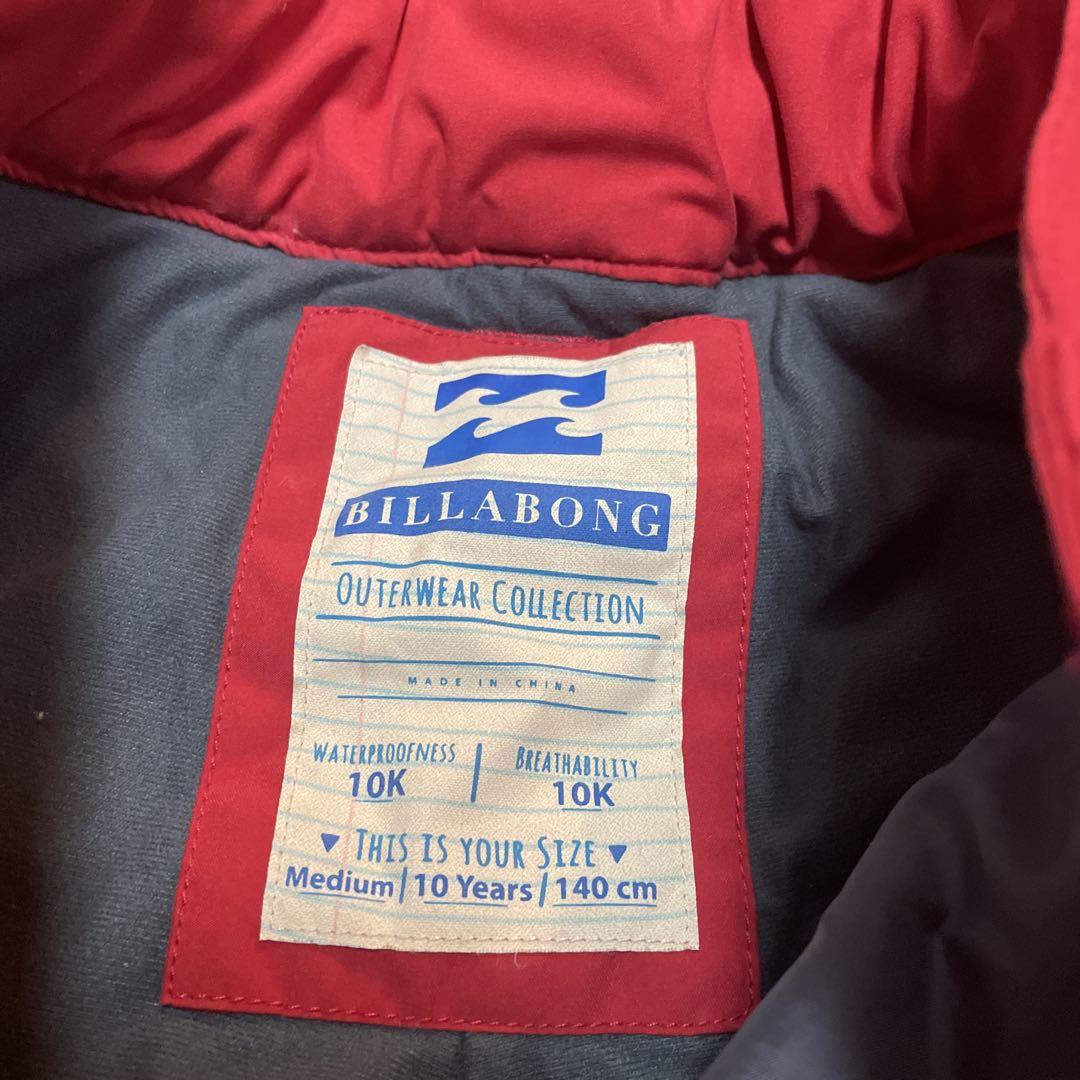 BILLABONG
OUTERWEAR COLLECTION
MADE IN CHINA
WATERPROOFNESS | BREATHABILITY
10K 10K
▼ THIS IS YOUR SIZE ▼
Medium | 10 Years | 140 cm